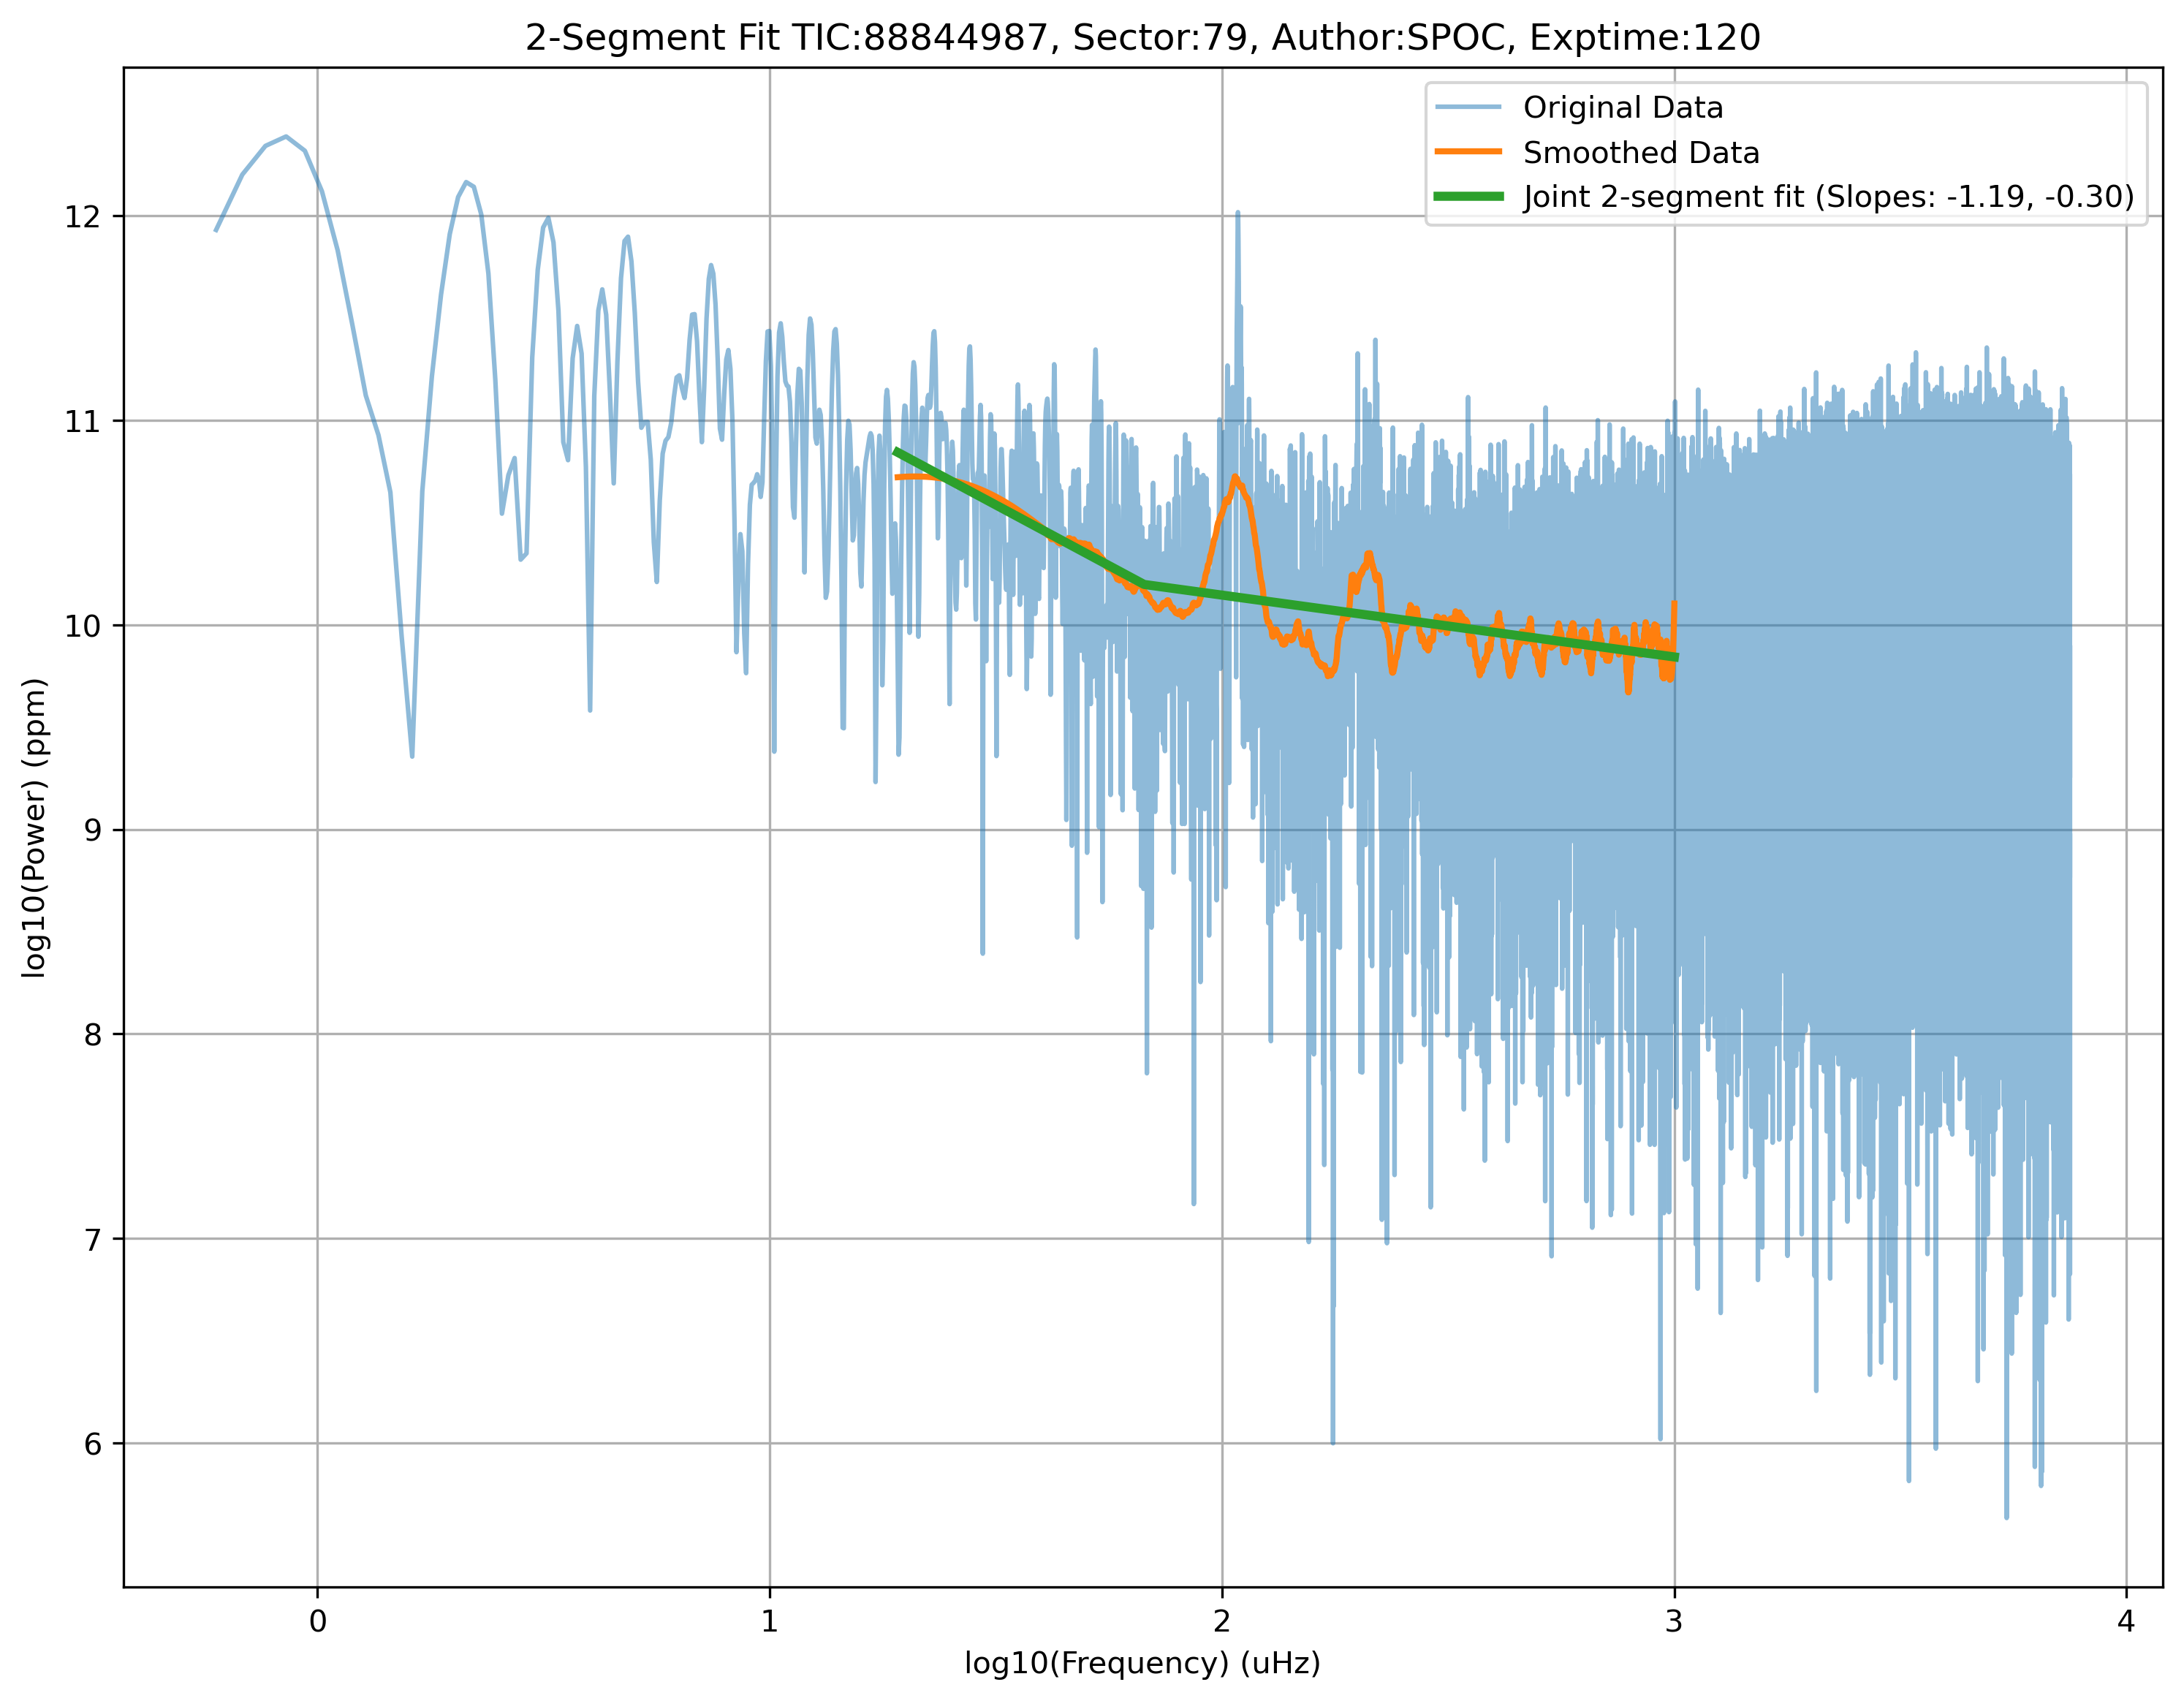 2-Segment Fit TIC:88844987, Sector:79, Author:SPOC, Exptime:120
Original Data
Smoothed Data
Joint 2-segment fit (Slopes: -1.19, -0.30)
log10(Power) (ppm)
12
11
10
9
8
7
6
0
1
2
3
4
log10(Frequency) (uHz)